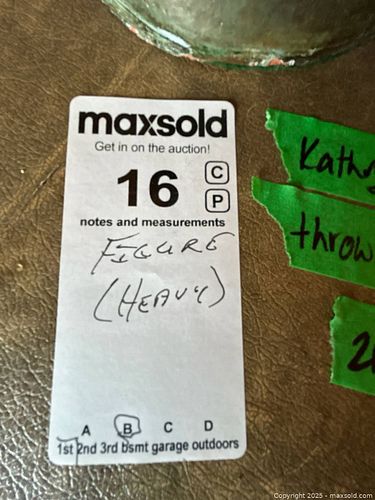 maxsold
Get in on the auction!
16
C
P
notes and measurements
FIGURE
(HEAVY)
A B C D
1st 2nd 3rd bsmt garage outdoors
throw
Copyright © 2025 - maxsold.com